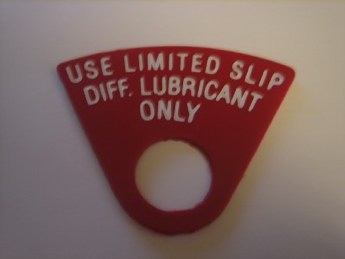 USE LIMITED SLIP
DIFF. LUBRICANT
ONLY